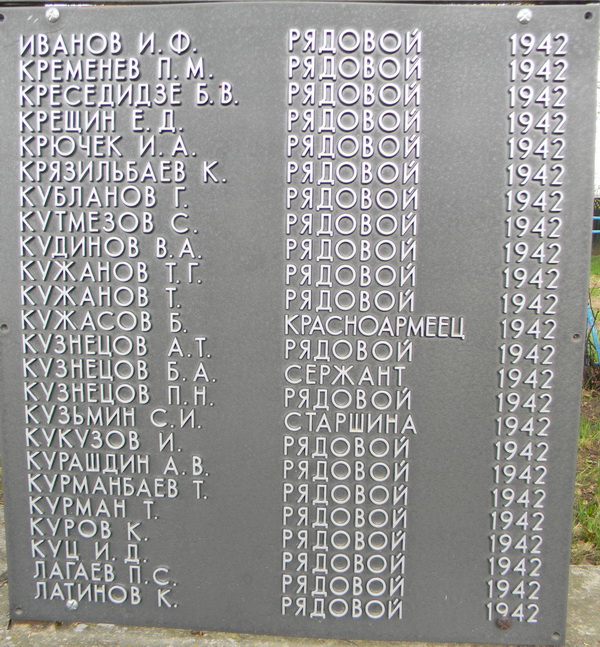 ИВАНОВ И.Ф. РЯДОВОЙ 1942
КРЕМЕНЕВ П.М. РЯДОВОЙ 1942
КРЕСЕДИДЗЕ Б.В. РЯДОВОЙ 1942
КРЕЩИН Е.Д. РЯДОВОЙ 1942
КРЮЧЕК И.А. РЯДОВОЙ 1942
КРЯЗИЛЬБАЕВ К. РЯДОВОЙ 1942
КУБЛАНОВ Г. РЯДОВОЙ 1942
КУТМЕЗОВ С. РЯДОВОЙ 1942
КУДИНОВ В.А. РЯДОВОЙ 1942
КУЖАНОВ Т.Г. РЯДОВОЙ 1942
КУЖАНОВ Т. РЯДОВОЙ 1942
КУЖАСОВ Б. КРАСНОАРМЕЕЦ 1942
КУЗНЕЦОВ А.Т. РЯДОВОЙ 1942
КУЗНЕЦОВ Б.А. СЕРЖАНТ 1942
КУЗНЕЦОВ П.Н. РЯДОВОЙ 1942
КУЗЬМИН С.И. СТАРШИНА 1942
КУКУЗОВ И. РЯДОВОЙ 1942
КУРАШДИН А.В. РЯДОВОЙ 1942
КУРМАНБАЕВ Т. РЯДОВОЙ 1942
КУРМАН Т. РЯДОВОЙ 1942
КУРОВ К. РЯДОВОЙ 1942
КУЦ И.Д. РЯДОВОЙ 1942
ЛАГАЕВ П.С. РЯДОВОЙ 1942
ЛАТИНОВ К. РЯДОВОЙ 1942